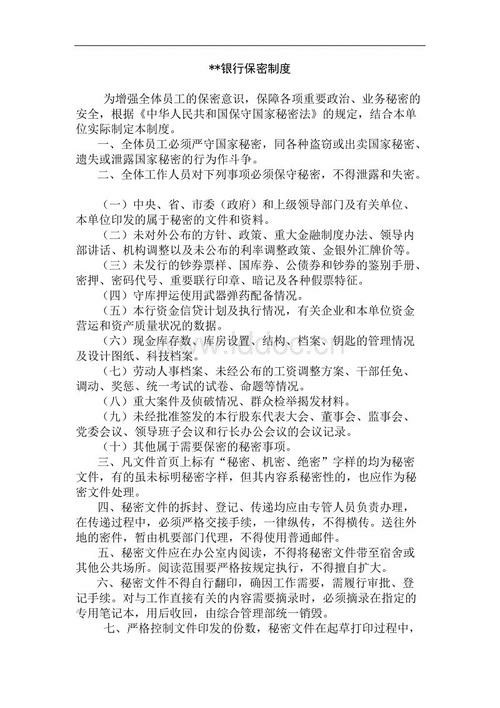 **银行保密制度
为增强全体员工的保密意识，保障各项重要政治、业务秘密的
安全，根据《中华人民共和国保守国家秘密法》的规定，结合本单
位实际制定本制度。
一、全体员工必须严守国家秘密，同各种盗窃或出卖国家秘密、
遗失或泄露国家秘密的行为作斗争。
二、全体工作人员对下列事项必须保守秘密，不得泄露和失密。
（一）中央、省、市委（政府）和上级领导部门及有关单位、
本单位印发的属于秘密的文件和资料。
（二）未对外公布的方针、政策、重大金融制度办法、领导内
部讲话、机构调整以及未公布的利率调整政策、金银外汇牌价等。
（三）未发行的钞券票样、国库券、公债券和钞券的鉴别手册、
密押、密码代号、重要联行印章、暗记及各种假票特征。
（四）守库押运使用武器弹药配备情况。
（五）本行资金信贷计划及执行情况，有关企业和本单位资金
营运和资产质量状况的数据。
（六）现金库存数、库房设置、结构、档案、钥匙的管理情况
及设计图纸、科技档案。
www.lddoc.cn
（七）劳动人事档案、未经公布的工资调整方案、干部任免、
调动、奖惩、统一考试的试卷、命题等情况。
（八）重大案件及侦破情况、群众检举揭发材料。
（九）未经批准签发的本行股东代表大会、董事会、监事会、
党委会议、领导班子会议和行长办公会议的会议记录。
（十）其他属于需要保密的秘密事项。
三、凡文件首页上标有“秘密、机密、绝密”字样的均为秘密
文件，有的虽未标明秘密字样，但其内容系秘密性的，也应作为秘
密文件处理。
四、秘密文件的拆封、登记、传递均应由专管人员负责办理，
在传递过程中，必须严格交接手续，一律纵传，不得横传。送往外
地的密件，暂由机要部门代理，不得使用普通邮件。
五、秘密文件应在办公室内阅读，不得将秘密文件带至宿舍或
其他公共场所。阅读范围要严格按规定执行，不得擅自扩大。
六、秘密文件不得自行翻印，确因工作需要，需履行审批、登
记手续。对与工作直接有关的内容需要摘录时，必须摘录在指定的
专用笔记本，用后收回，由综合管理部统一销毁。
七、严格控制文件印发的份数，秘密文件在起草打印过程中，